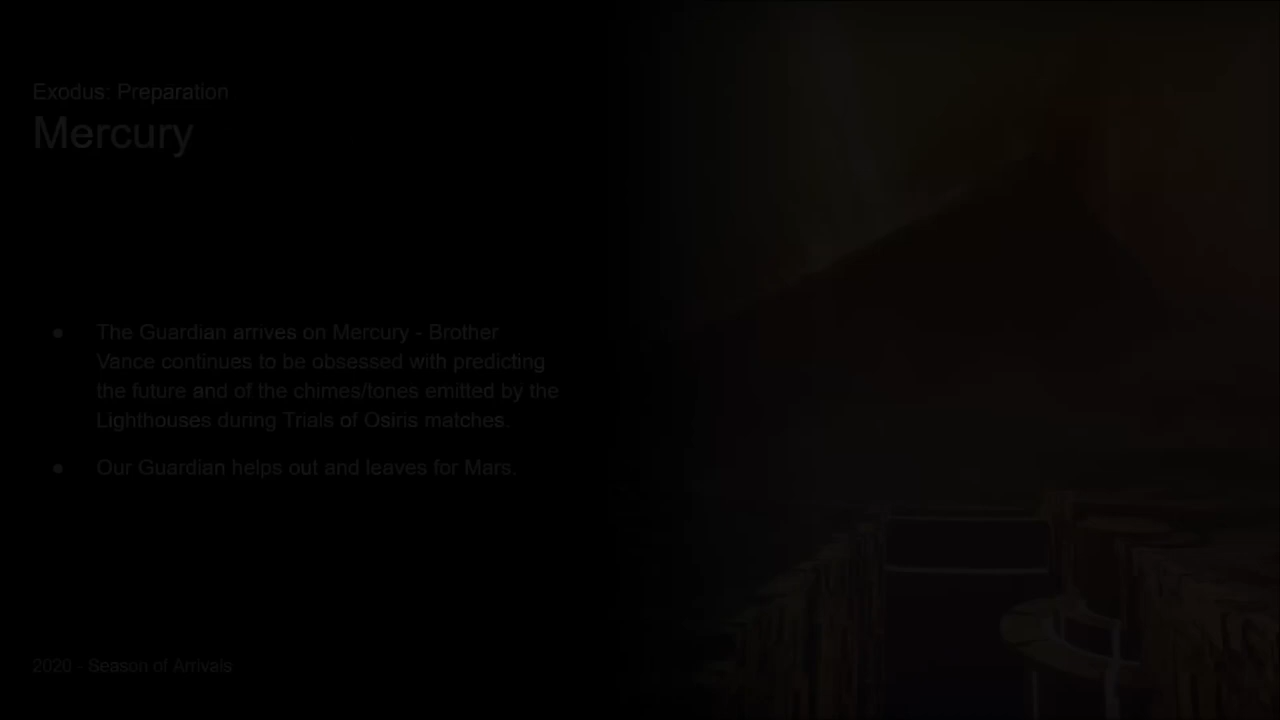 Exodus: Preparation
Mercury
● The Guardian arrives on Mercury - Brother
Vance continues to be obsessed with predicting
the future and of the chimes/tones emitted by the
Lighthouses during Trials of Osiris matches.
● Our Guardian helps out and leaves for Mars.
2020 - Season of Arrivals